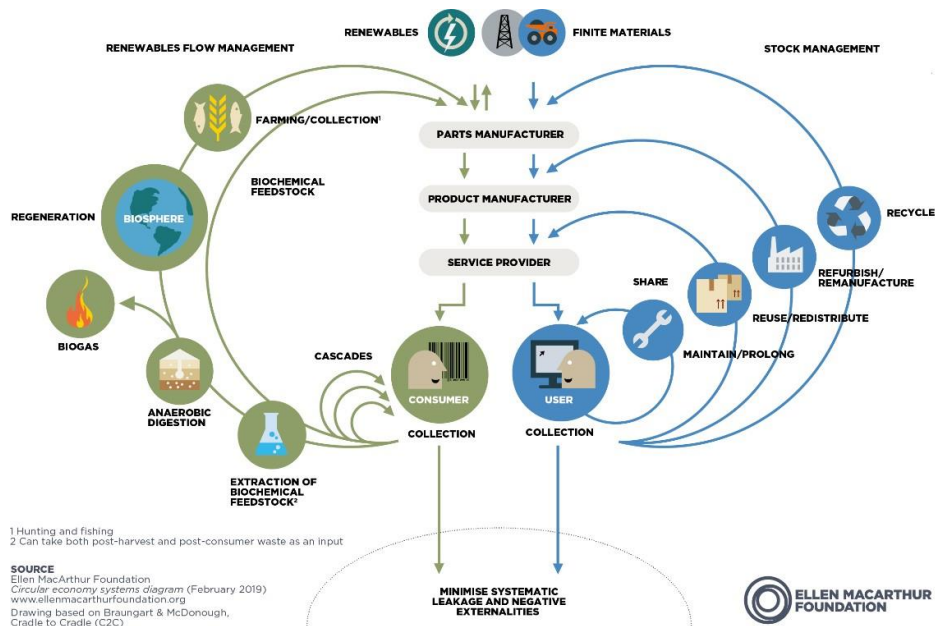 RENEWABLES
FINITE MATERIALS
RENEWABLES FLOW MANAGEMENT
STOCK MANAGEMENT
FARMING/COLLECTION¹
PARTS MANUFACTURER
BIOCHEMICAL
FEEDSTOCK
REGENERATION
BIOSPHERE
PRODUCT MANUFACTURER
RECYCLE
SERVICE PROVIDER
SHARE
REFURBISH/
REMANUFACTURE
REUSE/REDISTRIBUTE
BIOGAS
CASCADES
MAINTAIN/PROLONG
ANAEROBIC
DIGESTION
CONSUMER
USER
COLLECTION
COLLECTION
EXTRACTION OF
BIOCHEMICAL
FEEDSTOCK²
1 Hunting and fishing
2 Can take both post-harvest and post-consumer waste as an input
SOURCE
Ellen MacArthur Foundation
Circular economy systems diagram (February 2019)
www.ellenmacarthurfoundation.org
Drawing based on Braungart & McDonough,
Cradle to Cradle (C2C)
MINIMISE SYSTEMATIC
LEAKAGE AND NEGATIVE
EXTERNALITIES
ELLEN MACARTHUR
FOUNDATION